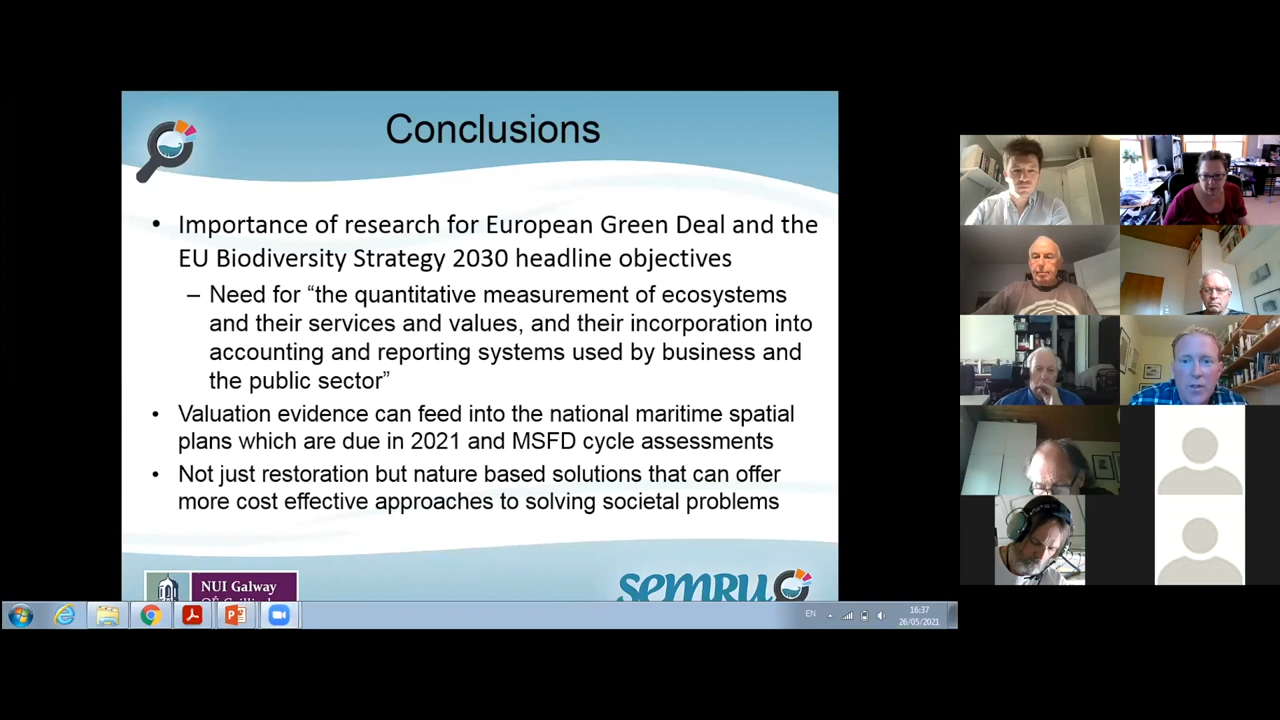 Conclusions
• Importance of research for European Green Deal and the
EU Biodiversity Strategy 2030 headline objectives
– Need for “the quantitative measurement of ecosystems
and their services and values, and their incorporation into
accounting and reporting systems used by business and
the public sector”
• Valuation evidence can feed into the national maritime spatial
plans which are due in 2021 and MSFD cycle assessments
• Not just restoration but nature based solutions that can offer
more cost effective approaches to solving societal problems
NUI Galway
SEMRU
EN
16:37
26/05/2021